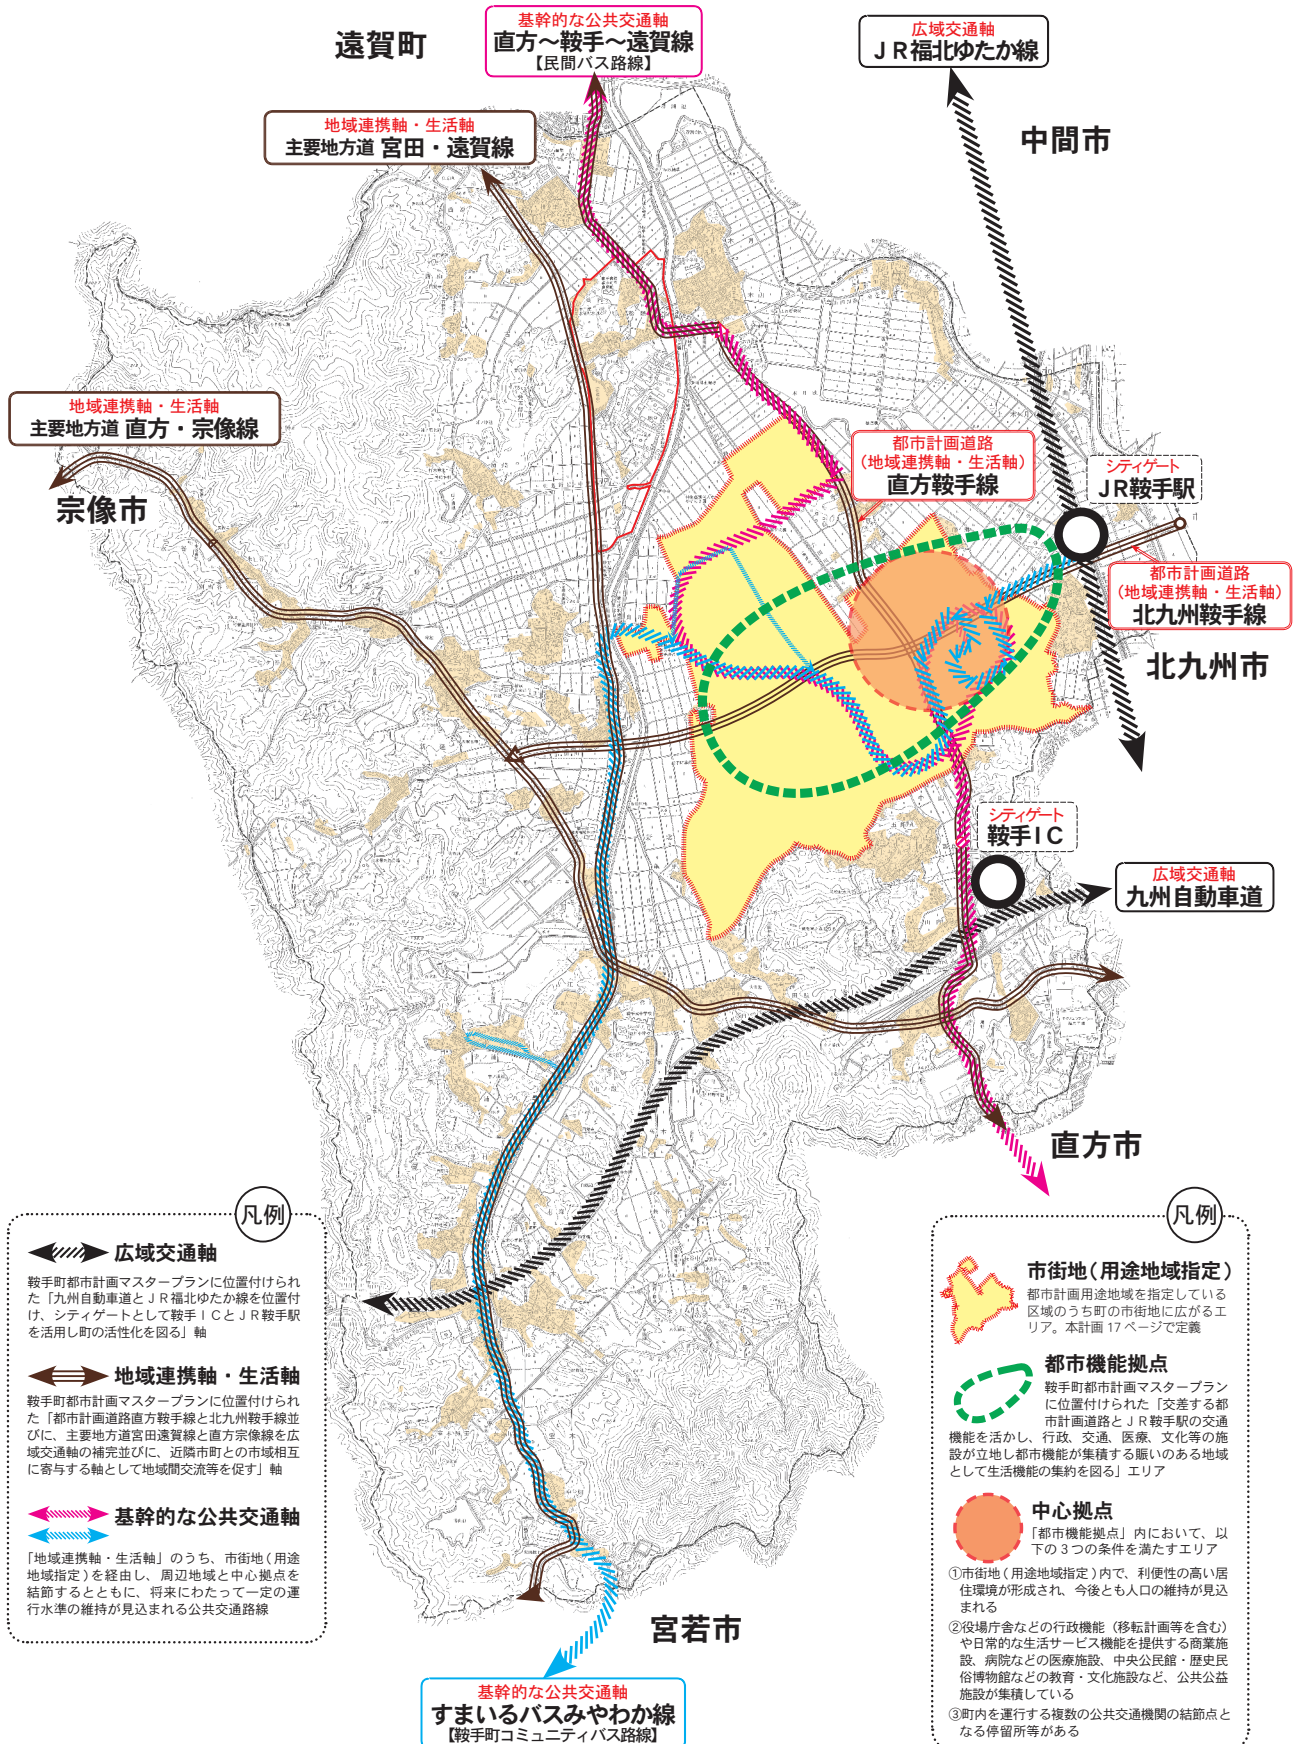 基幹的な公共交通軸
直方～鞍手～遠賀線
【民間バス路線】
遠賀町
広域交通軸
ＪＲ福北ゆたか線
地域連携軸・生活軸
主要地方道 宮田・遠賀線
中間市
地域連携軸・生活軸
主要地方道 直方・宗像線
宗像市
都市計画道路
（地域連携軸・生活軸）
直方鞍手線
シティゲート
JR鞍手駅
都市計画道路
（地域連携軸・生活軸）
北九州鞍手線
北九州市
シティゲート
鞍手ＩＣ
広域交通軸
九州自動車道
直方市
宮若市
基幹的な公共交通軸
すまいるバスみやわか線
【鞍手町コミュニティバス路線】
凡例
広域交通軸
鞍手町都市計画マスタープランに位置付けられ
た「九州自動車道とＪＲ福北ゆたか線を位置付
け、シティゲートとして鞍手ＩＣとＪＲ鞍手駅
を活用し町の活性化を図る」軸
地域連携軸・生活軸
鞍手町都市計画マスタープランに位置付けられ
た「都市計画道路直方鞍手線と北九州鞍手線並
びに、主要地方道宮田遠賀線と直方宗像線を広
域交通軸の補完並びに、近隣市町との市域相互
に寄与する軸として地域間交流等を促す」軸
基幹的な公共交通軸
「地域連携軸・生活軸」のうち、市街地（用途
地域指定）を経由し、周辺地域と中心拠点を
結節するとともに、将来にわたって一定の運
行水準の維持が見込まれる公共交通路線
凡例
市街地（用途地域指定）
都市計画用途地域を指定している
区域のうち町の市街地に広がるエ
リア。本計画 17 ページで定義
都市機能拠点
鞍手町都市計画マスタープラン
に位置付けられた「交差する都
市計画道路とＪＲ鞍手駅の交通
機能を活かし、行政、交通、医療、文化等の施
設が立地し都市機能が集積する賑いのある地域
として生活機能の集約を図る」エリア
中心拠点
「都市機能拠点」内において、以
下の３つの条件を満たすエリア
①市街地（用途地域指定）内で、利便性の高い居
住環境が形成され、今後とも人口の維持が見込
まれる
②役場庁舎などの行政機能（移転計画等を含む）
や日常的な生活サービス機能を提供する商業施
設、病院などの医療施設、中央公民館・歴史民
俗博物館などの教育・文化施設など、公共公益
施設が集積している
③町内を運行する複数の公共交通機関の結節点と
なる停留所等がある